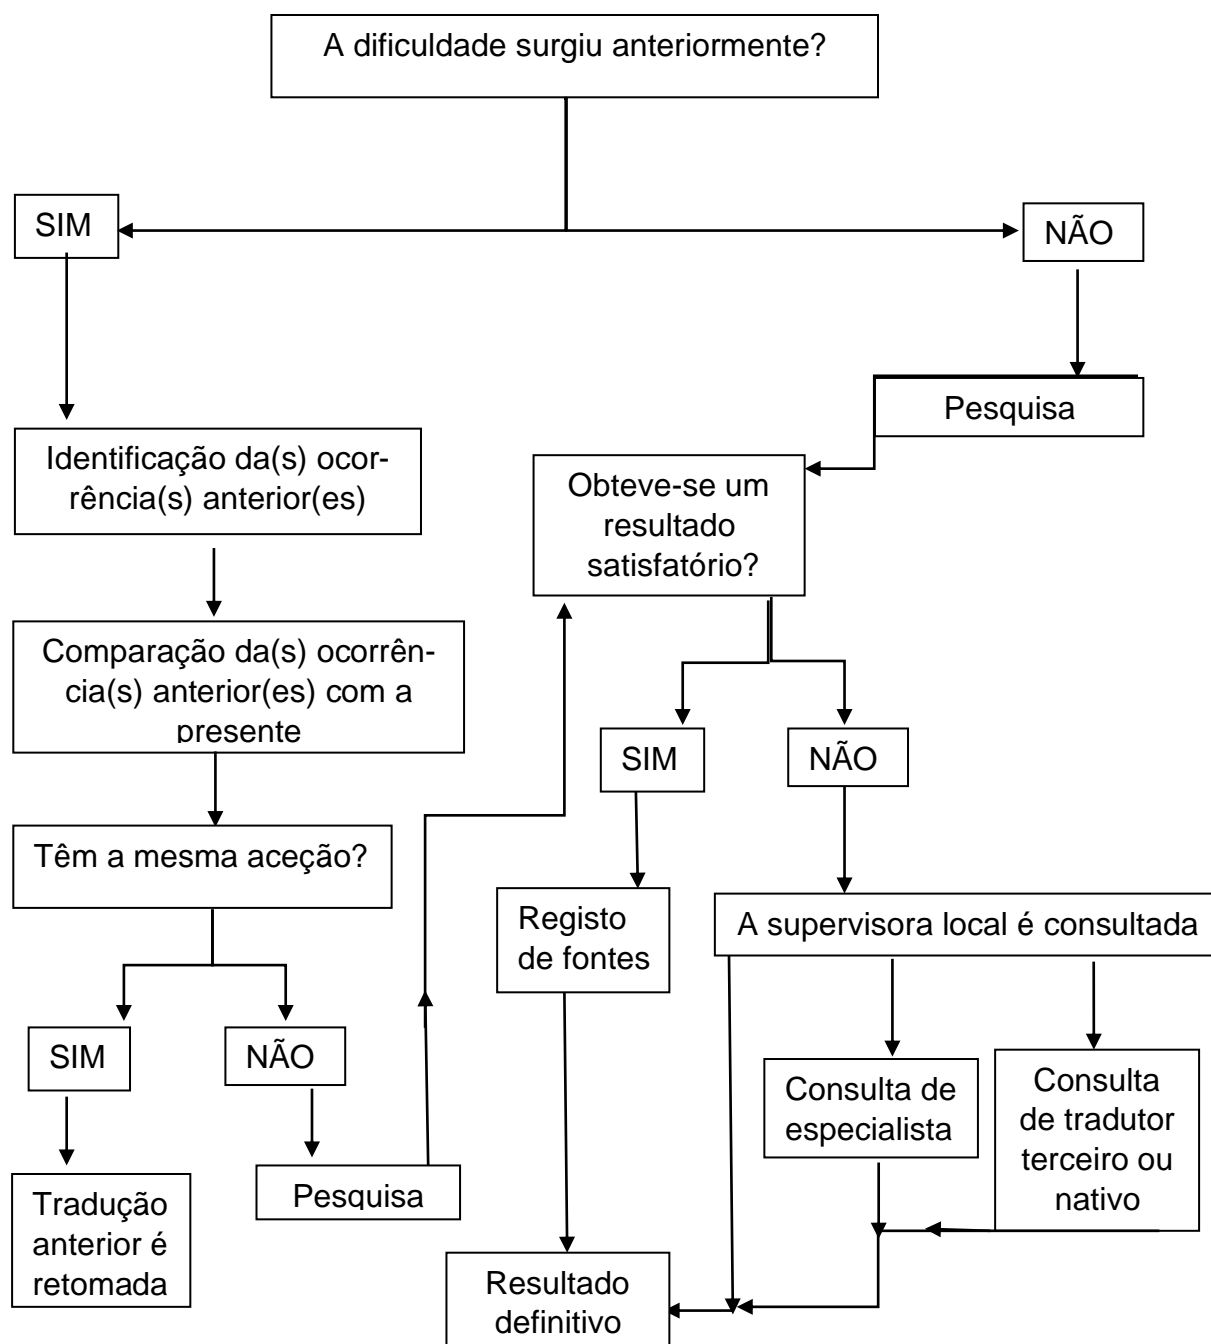 A dificuldade surgiu anteriormente?
SIM
NÃO
Pesquisa
Identificação da(s) ocor-
rência(s) anterior(es)
Obteve-se um
resultado
satisfatório?
Comparação da(s) ocorrên-
cia(s) anterior(es) com a
presente
SIM
NÃO
Têm a mesma aceção?
Registo
de fontes
A supervisora local é consultada
SIM
NÃO
Consulta de
especialista
Consulta
de tradutor
terceiro ou
nativo
Tradução
anterior é
retomada
Pesquisa
Resultado
definitivo